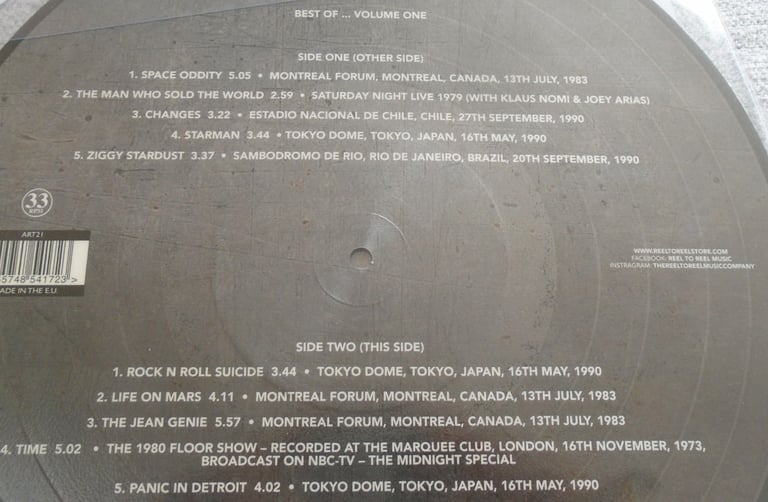 BEST OF ... VOLUME ONE
SIDE ONE (OTHER SIDE)
1. SPACE ODDITY 5.05 • MONTREAL FORUM, MONTREAL, CANADA, 13TH JULY, 1983
2. THE MAN WHO SOLD THE WORLD 2.59 • SATURDAY NIGHT LIVE 1979 (WITH KLAUS NOMI & JOEY ARIAS)
3. CHANGES 3.22 • ESTADIO NACIONAL DE CHILE, CHILE, 27TH SEPTEMBER, 1990
4. STARMAN 3.44 • TOKYO DOME, TOKYO, JAPAN, 16TH MAY, 1990
5. ZIGGY STARDUST 3.37 • SAMBODROMO DE RIO, RIO DE JANEIRO, BRAZIL, 20TH SEPTEMBER, 1990
33
RPM
ART21
5748 541723 >
ADE IN THE E.U.
WWW.REELTOREELSTORE.COM
FACEBOOK: REEL TO REEL MUSIC
INSTRAGRAM: THEREELTOREELMUSICCOMPANY
SIDE TWO (THIS SIDE)
1. ROCK N ROLL SUICIDE 3.44 • TOKYO DOME, TOKYO, JAPAN, 16TH MAY, 1990
2. LIFE ON MARS 4.11 • MONTREAL FORUM, MONTREAL, CANADA, 13TH JULY, 1983
3. THE JEAN GENIE 5.57 • MONTREAL FORUM, MONTREAL, CANADA, 13TH JULY, 1983
4. TIME 5.02 • THE 1980 FLOOR SHOW – RECORDED AT THE MARQUEE CLUB, LONDON, 16TH NOVEMBER, 1973,
BROADCAST ON NBC-TV – THE MIDNIGHT SPECIAL
5. PANIC IN DETROIT 4.02 • TOKYO DOME, TOKYO, JAPAN, 16TH MAY, 1990